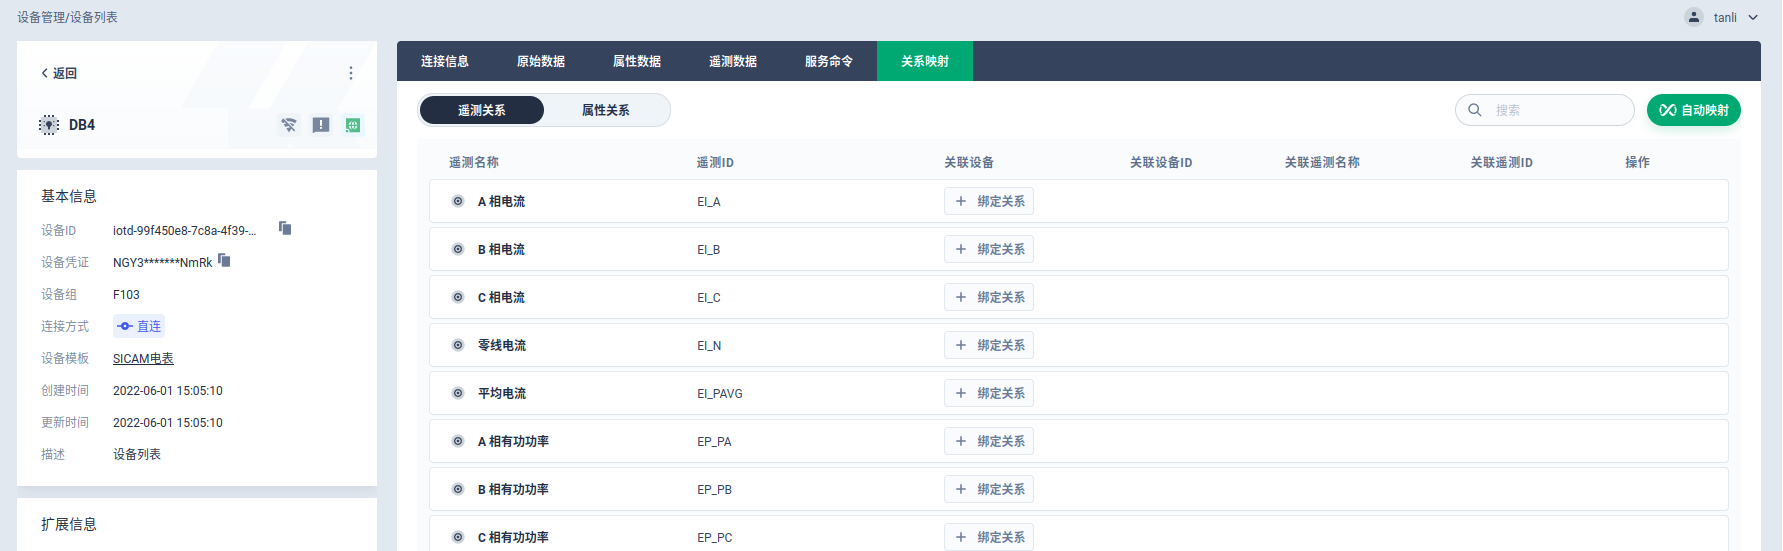 设备管理/设备列表
tanli
返回
DB4
基本信息
设备ID iotd-99f450e8-7c8a-4f39-...
设备凭证 NGY3*******NmRk
设备组 F103
连接方式 直连
设备模板 SICAM电表
创建时间 2022-06-01 15:05:10
更新时间 2022-06-01 15:05:10
描述 设备列表
扩展信息
连接信息 原始数据 属性数据 遥测数据 服务命令 关系映射
遥测关系 属性关系 搜索 自动映射
遥测名称 遥测ID 关联设备 关联设备ID 关联遥测名称 关联遥测ID 操作
A 相电流 EI_A 绑定关系
B 相电流 EI_B 绑定关系
C 相电流 EI_C 绑定关系
零线电流 EI_N 绑定关系
平均电流 EI_PAVG 绑定关系
A 相有功功率 EP_PA 绑定关系
B 相有功功率 EP_PB 绑定关系
C 相有功功率 EP_PC 绑定关系